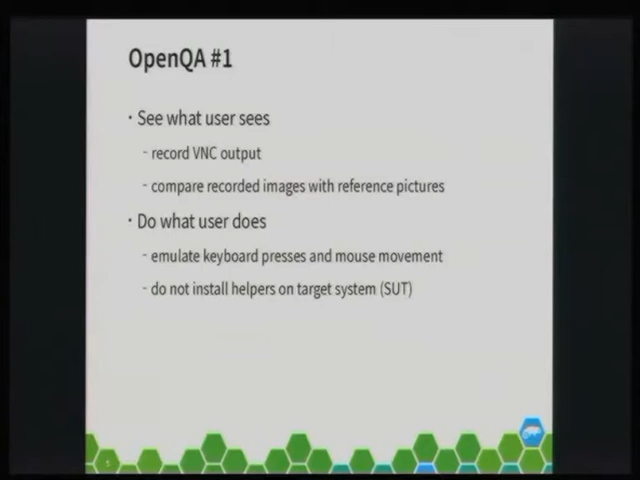 OpenQA #1
· See what user sees
- record VNC output
- compare recorded images with reference pictures
· Do what user does
- emulate keyboard presses and mouse movement
- do not install helpers on target system (SUT)
5